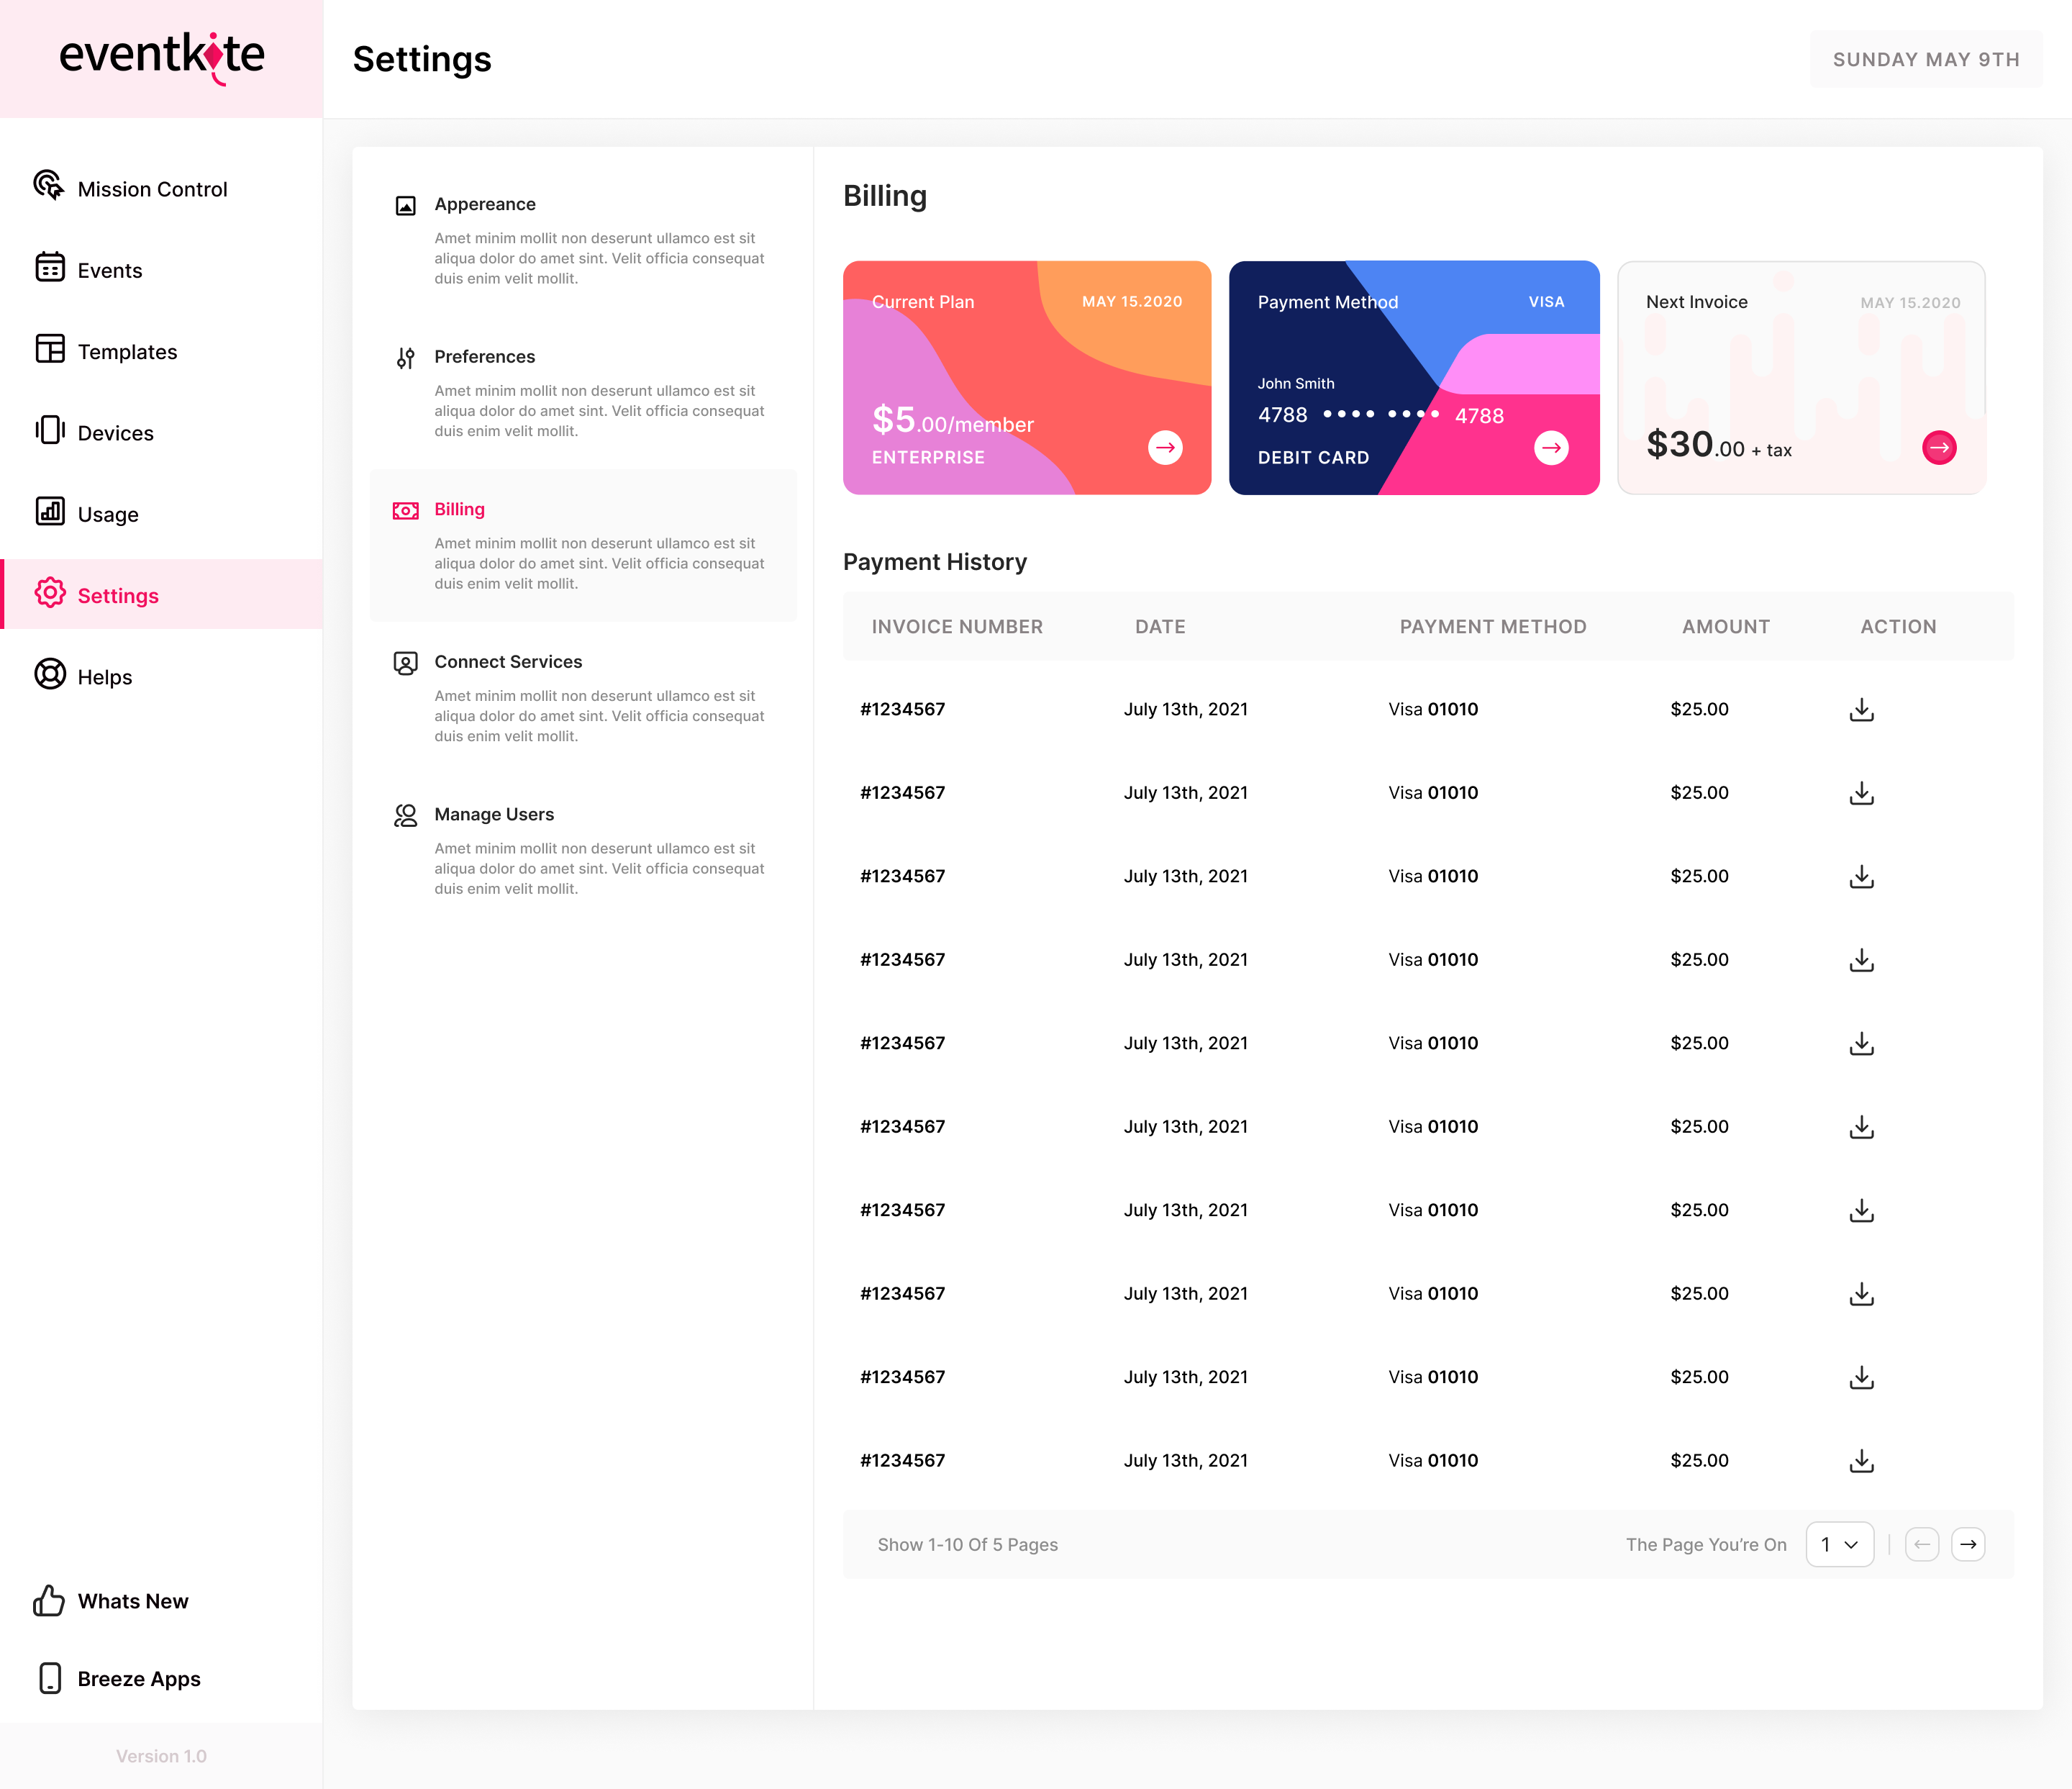 eventkite
Settings
SUNDAY MAY 9TH
Mission Control
Events
Templates
Devices
Usage
Settings
Helps
Whats New
Breeze Apps
Version 1.0
Appereance
Amet minim mollit non deserunt ullamco est sit
aliqua dolor do amet sint. Velit officia consequat
duis enim velit mollit.
Preferences
Amet minim mollit non deserunt ullamco est sit
aliqua dolor do amet sint. Velit officia consequat
duis enim velit mollit.
Billing
Amet minim mollit non deserunt ullamco est sit
aliqua dolor do amet sint. Velit officia consequat
duis enim velit mollit.
Connect Services
Amet minim mollit non deserunt ullamco est sit
aliqua dolor do amet sint. Velit officia consequat
duis enim velit mollit.
Manage Users
Amet minim mollit non deserunt ullamco est sit
aliqua dolor do amet sint. Velit officia consequat
duis enim velit mollit.
Billing
Current Plan MAY 15.2020
$5.00/member
ENTERPRISE
Payment Method VISA
John Smith
4788 •••• •••• 4788
DEBIT CARD
Next Invoice MAY 15.2020
$30.00 + tax
Payment History
INVOICE NUMBER DATE PAYMENT METHOD AMOUNT ACTION
#1234567 July 13th, 2021 Visa 01010 $25.00
#1234567 July 13th, 2021 Visa 01010 $25.00
#1234567 July 13th, 2021 Visa 01010 $25.00
#1234567 July 13th, 2021 Visa 01010 $25.00
#1234567 July 13th, 2021 Visa 01010 $25.00
#1234567 July 13th, 2021 Visa 01010 $25.00
#1234567 July 13th, 2021 Visa 01010 $25.00
#1234567 July 13th, 2021 Visa 01010 $25.00
#1234567 July 13th, 2021 Visa 01010 $25.00
#1234567 July 13th, 2021 Visa 01010 $25.00
Show 1-10 Of 5 Pages The Page You’re On 1